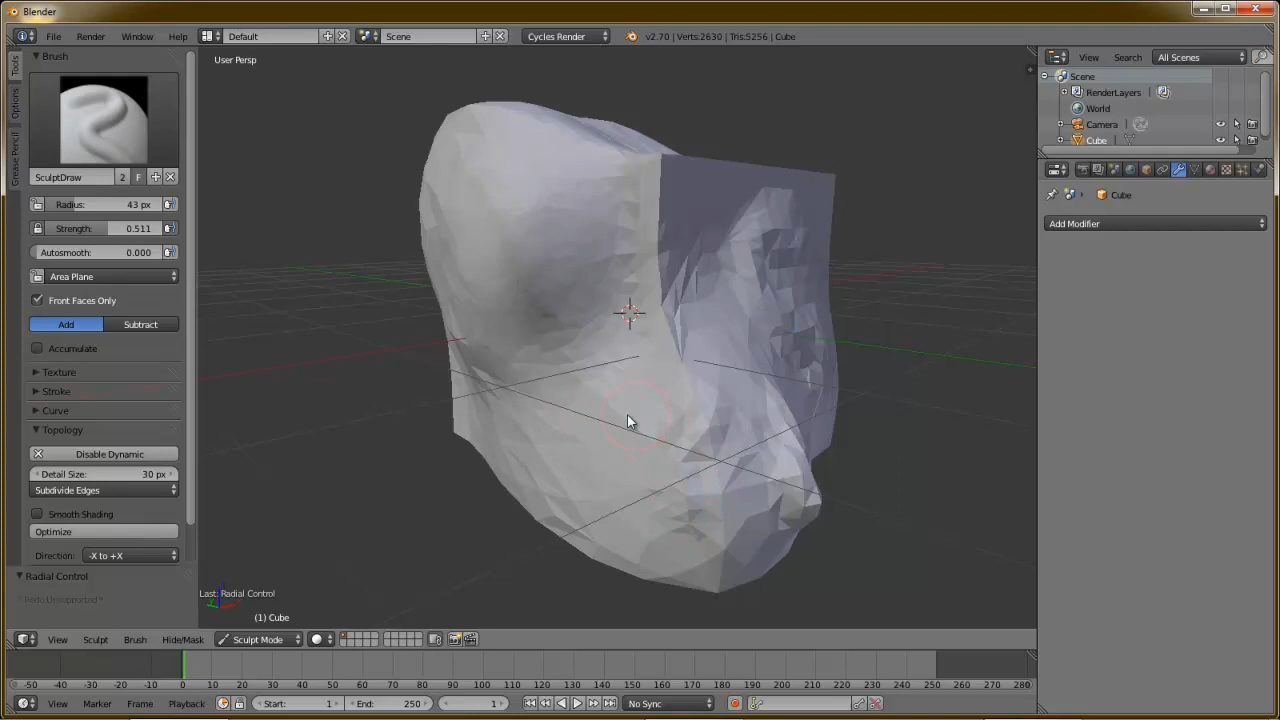 Blender
File Render Window Help Default Scene Cycles Render v2.70 | Verts:2630 | Tris:5256 | Cube
Tools
Options
Grease Pencil
Brush
SculptDraw 2 F
Radius: 43 px
Strength: 0.511
Autosmooth: 0.000
Area Plane
Front Faces Only
Add Subtract
Accumulate
Texture
Stroke
Curve
Topology
Disable Dynamic
Detail Size: 30 px
Subdivide Edges
Smooth Shading
Optimize
Direction: -X to +X
Radial Control
User Persp
Last: Radial Control
(1) Cube
View Search All Scenes
Scene
RenderLayers
World
Camera
Cube
Cube
Add Modifier
View Sculpt Brush Hide/Mask Sculpt Mode
-50 -40 -30 -20 -10 0 10 20 30 40 50 60 70 80 90 100 110 120 130 140 150 160 170 180 190 200 210 220 230 240 250 260 270 280
View Marker Frame Playback Start: 1 End: 250 1 No Sync